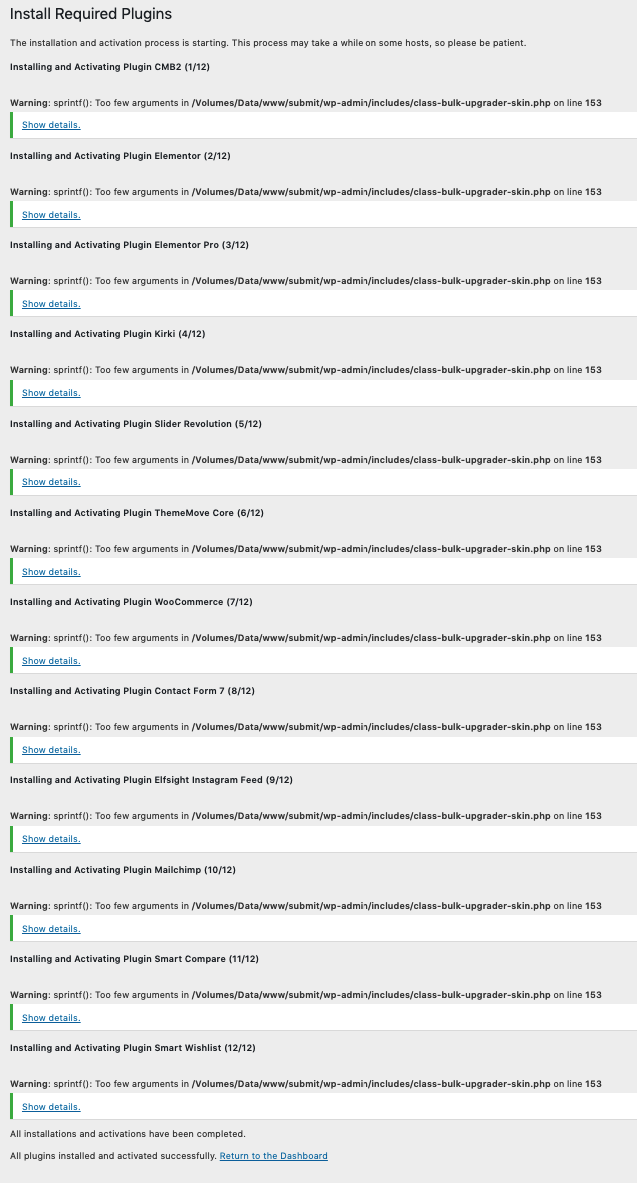 Install Required Plugins
The installation and activation process is starting. This process may take a while on some hosts, so please be patient.
Installing and Activating Plugin CMB2 (1/12)
Warning: sprintf(): Too few arguments in /Volumes/Data/www/submit/wp-admin/includes/class-bulk-upgrader-skin.php on line 153
Show details.
Installing and Activating Plugin Elementor (2/12)
Warning: sprintf(): Too few arguments in /Volumes/Data/www/submit/wp-admin/includes/class-bulk-upgrader-skin.php on line 153
Show details.
Installing and Activating Plugin Elementor Pro (3/12)
Warning: sprintf(): Too few arguments in /Volumes/Data/www/submit/wp-admin/includes/class-bulk-upgrader-skin.php on line 153
Show details.
Installing and Activating Plugin Kirki (4/12)
Warning: sprintf(): Too few arguments in /Volumes/Data/www/submit/wp-admin/includes/class-bulk-upgrader-skin.php on line 153
Show details.
Installing and Activating Plugin Slider Revolution (5/12)
Warning: sprintf(): Too few arguments in /Volumes/Data/www/submit/wp-admin/includes/class-bulk-upgrader-skin.php on line 153
Show details.
Installing and Activating Plugin ThemeMove Core (6/12)
Warning: sprintf(): Too few arguments in /Volumes/Data/www/submit/wp-admin/includes/class-bulk-upgrader-skin.php on line 153
Show details.
Installing and Activating Plugin WooCommerce (7/12)
Warning: sprintf(): Too few arguments in /Volumes/Data/www/submit/wp-admin/includes/class-bulk-upgrader-skin.php on line 153
Show details.
Installing and Activating Plugin Contact Form 7 (8/12)
Warning: sprintf(): Too few arguments in /Volumes/Data/www/submit/wp-admin/includes/class-bulk-upgrader-skin.php on line 153
Show details.
Installing and Activating Plugin Elfsight Instagram Feed (9/12)
Warning: sprintf(): Too few arguments in /Volumes/Data/www/submit/wp-admin/includes/class-bulk-upgrader-skin.php on line 153
Show details.
Installing and Activating Plugin Mailchimp (10/12)
Warning: sprintf(): Too few arguments in /Volumes/Data/www/submit/wp-admin/includes/class-bulk-upgrader-skin.php on line 153
Show details.
Installing and Activating Plugin Smart Compare (11/12)
Warning: sprintf(): Too few arguments in /Volumes/Data/www/submit/wp-admin/includes/class-bulk-upgrader-skin.php on line 153
Show details.
Installing and Activating Plugin Smart Wishlist (12/12)
Warning: sprintf(): Too few arguments in /Volumes/Data/www/submit/wp-admin/includes/class-bulk-upgrader-skin.php on line 153
Show details.
All installations and activations have been completed.
All plugins installed and activated successfully. Return to the Dashboard